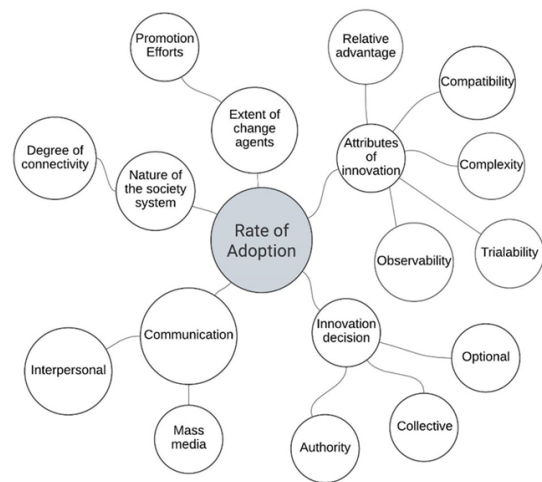 Promotion
Efforts
Relative
advantage
Compatibility
Extent of
change
agents
Attributes
of
innovation
Degree of
connectivity
Nature of
the society
system
Complexity
Rate of
Adoption
Observability
Trialability
Communication
Innovation
decision
Optional
Interpersonal
Mass
media
Authority
Collective